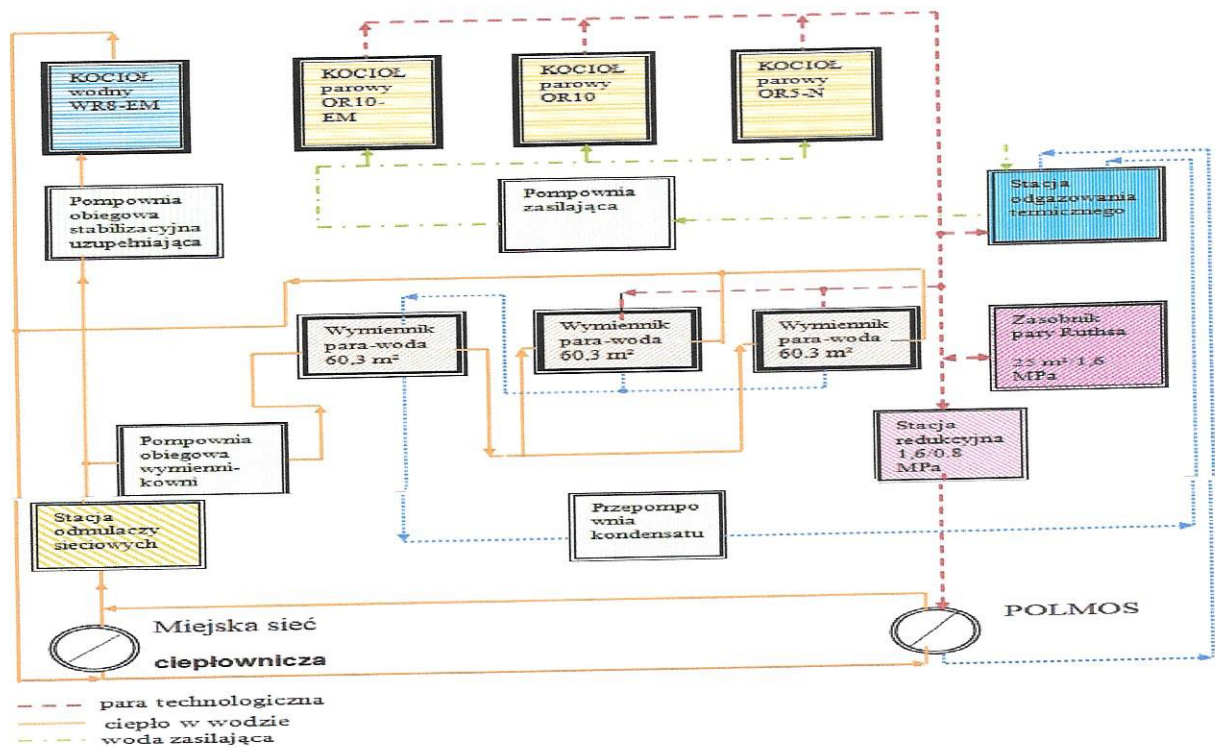 KOCIOŁ
wodny
WR8-EM
KOCIOŁ
parowy
OR10-
EM
KOCIOŁ
parowy
OR10
KOCIOŁ
parowy
OR5-N
Pompownia
obiegowa
stabilizacyjna
uzupełniająca
Pompownia
zasilająca
Stacja
odgazowania
termicznego
Wymiennik
para-woda
60,3 m²
Wymiennik
para-woda
60,3 m²
Wymiennik
para-woda
60.3 m²
Zasobnik
pary Ruthsa
25 m³ 1,6
MPa
Pompownia
obiegowa
wymienni-
kowni
Stacja
redukcyjna
1,6/0,8
MPa
Stacja
odmulaczy
sieciowych
Przepompo
wnia
kondensatu
Miejska sieć
ciepłownicza
POLMOS
para technologiczna
ciepło w wodzie
woda zasilająca